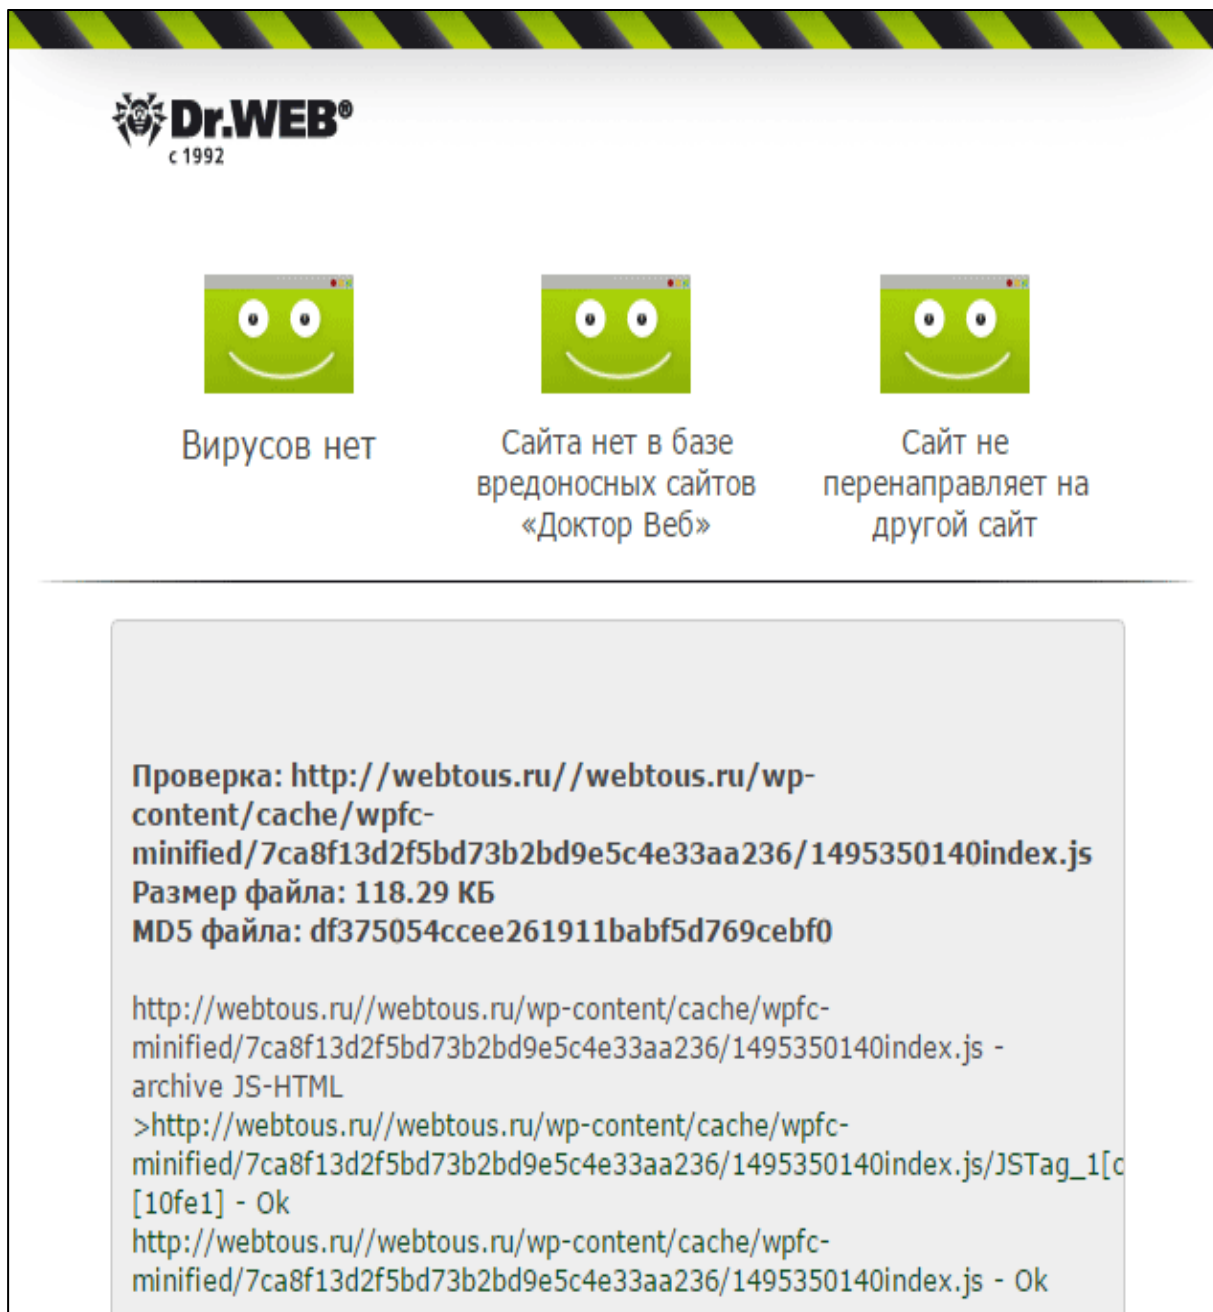 Dr.WEB®
с 1992
Вирусов нет
Сайта нет в базе
вредоносных сайтов
«Доктор Веб»
Сайт не
перенаправляет на
другой сайт
Проверка: http://webtous.ru//webtous.ru/wp-
content/cache/wpfc-
minified/7ca8f13d2f5bd73b2bd9e5c4e33aa236/1495350140index.js
Размер файла: 118.29 КБ
MD5 файла: df375054ccee261911babf5d769cebf0
http://webtous.ru//webtous.ru/wp-content/cache/wpfc-
minified/7ca8f13d2f5bd73b2bd9e5c4e33aa236/1495350140index.js -
archive JS-HTML
>http://webtous.ru//webtous.ru/wp-content/cache/wpfc-
minified/7ca8f13d2f5bd73b2bd9e5c4e33aa236/1495350140index.js/JSTag_1[c
[10fe1] - Ok
http://webtous.ru//webtous.ru/wp-content/cache/wpfc-
minified/7ca8f13d2f5bd73b2bd9e5c4e33aa236/1495350140index.js - Ok